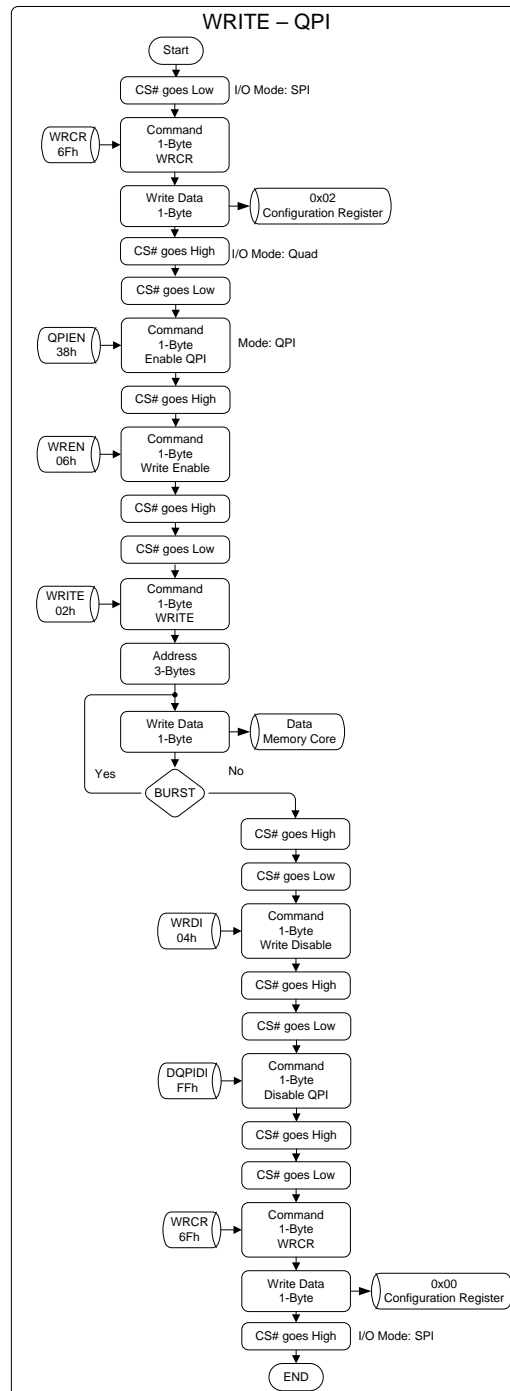 WRITE – QPI
Start
CS# goes Low
I/O Mode: SPI
WRCR
6Fh
Command
1-Byte
WRCR
Write Data
1-Byte
0x02
Configuration Register
CS# goes High
I/O Mode: Quad
CS# goes Low
QPIEN
38h
Command
1-Byte
Enable QPI
Mode: QPI
CS# goes High
WREN
06h
Command
1-Byte
Write Enable
CS# goes High
CS# goes Low
WRITE
02h
Command
1-Byte
WRITE
Address
3-Bytes
Write Data
1-Byte
Data
Memory Core
Yes
No
BURST
CS# goes High
CS# goes Low
WRDI
04h
Command
1-Byte
Write Disable
CS# goes High
CS# goes Low
DQPIDI
FFh
Command
1-Byte
Disable QPI
CS# goes High
CS# goes Low
WRCR
6Fh
Command
1-Byte
WRCR
Write Data
1-Byte
0x00
Configuration Register
CS# goes High
I/O Mode: SPI
END